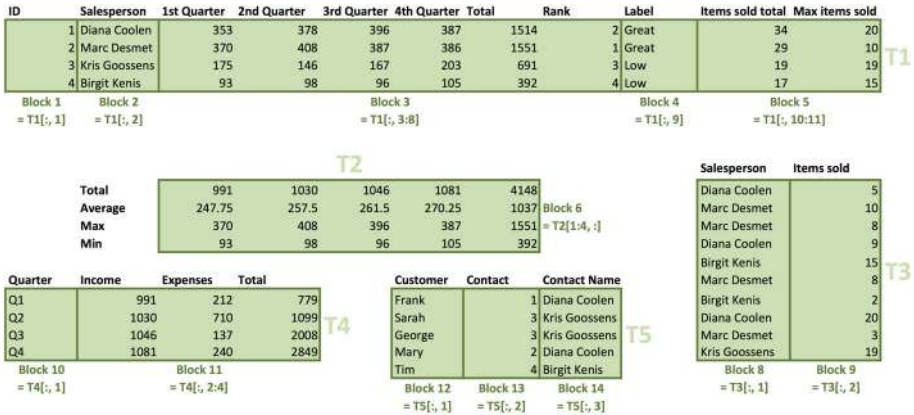 ID Salesperson 1st Quarter 2nd Quarter 3rd Quarter 4th Quarter Total Rank Label Items sold total Max items sold
1 Diana Coolen 353 378 396 387 1514 2 Great 34 20
2 Marc Desmet 370 408 387 386 1551 1 Great 29 10
3 Kris Goossens 175 146 167 203 691 3 Low 19 19
4 Birgit Kenis 93 98 96 105 392 4 Low 17 15
T1
Block 1 Block 2 Block 3 Block 4 Block 5
= T1[:, 1] = T1[:, 2] = T1[:, 3:8] = T1[:, 9] = T1[:, 10:11]
T2
Total 991 1030 1046 1081 4148
Average 247.75 257.5 261.5 270.25 1037 Block 6
Max 370 408 396 387 1551 = T2[1:4, :]
Min 93 98 96 105 392
Salesperson Items sold
Diana Coolen 5
Marc Desmet 10
Marc Desmet 8
Diana Coolen 9
Birgit Kenis 15
Marc Desmet 8
Birgit Kenis 2
Diana Coolen 20
Marc Desmet 3
Kris Goossens 19
T3
Block 8 Block 9
= T3[:, 1] = T3[:, 2]
Quarter Income Expenses Total
Q1 991 212 779
Q2 1030 710 1099
Q3 1046 137 2008
Q4 1081 240 2849
T4
Block 10 Block 11
= T4[:, 1] = T4[:, 2:4]
Customer Contact Contact Name
Frank 1 Diana Coolen
Sarah 3 Kris Goossens
George 3 Kris Goossens
Mary 2 Diana Coolen
Tim 4 Birgit Kenis
T5
Block 12 Block 13 Block 14
= T5[:, 1] = T5[:, 2] = T5[:, 3]